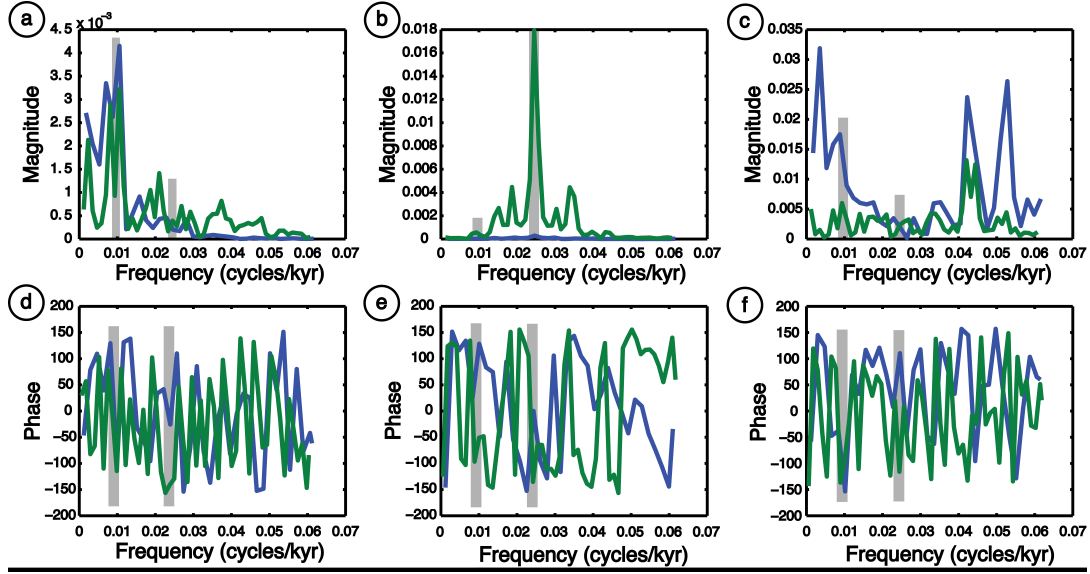 a b c
× 10⁻³
4.5 0.018 0.035
4 0.016 0.03
3.5 0.014 0.025
3 0.012 0.02
2.5 0.01 0.015
2 0.008 0.01
1.5 0.006 0.005
1 0.004 0
0.5 0.002
0 0
Magnitude Magnitude Magnitude
0 0.01 0.02 0.03 0.04 0.05 0.06 0.07 0 0.01 0.02 0.03 0.04 0.05 0.06 0.07 0 0.01 0.02 0.03 0.04 0.05 0.06 0.07
Frequency (cycles/kyr) Frequency (cycles/kyr) Frequency (cycles/kyr)
d e f
200 200 200
150 150 150
100 100 100
50 50 50
0 0 0
−50 −50 −50
−100 −100 −100
−150 −150 −150
−200 −200 −200
Phase Phase Phase
0 0.01 0.02 0.03 0.04 0.05 0.06 0.07 0 0.01 0.02 0.03 0.04 0.05 0.06 0.07 0 0.01 0.02 0.03 0.04 0.05 0.06 0.07
Frequency (cycles/kyr) Frequency (cycles/kyr) Frequency (cycles/kyr)